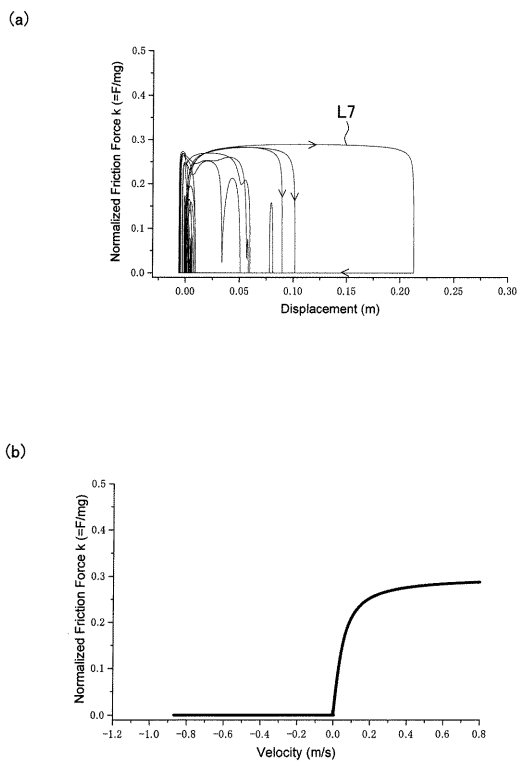 (a)
Normalized Friction Force k (=F/mg)
0.5
0.4
0.3
0.2
0.1
0.0
L7
0.00 0.05 0.10 0.15 0.20 0.25 0.30
Displacement (m)
(b)
Normalized Friction Force k (=F/mg)
0.5
0.4
0.3
0.2
0.1
0.0
-1.2 -1.0 -0.8 -0.6 -0.4 -0.2 0.0 0.2 0.4 0.6 0.8
Velocity (m/s)